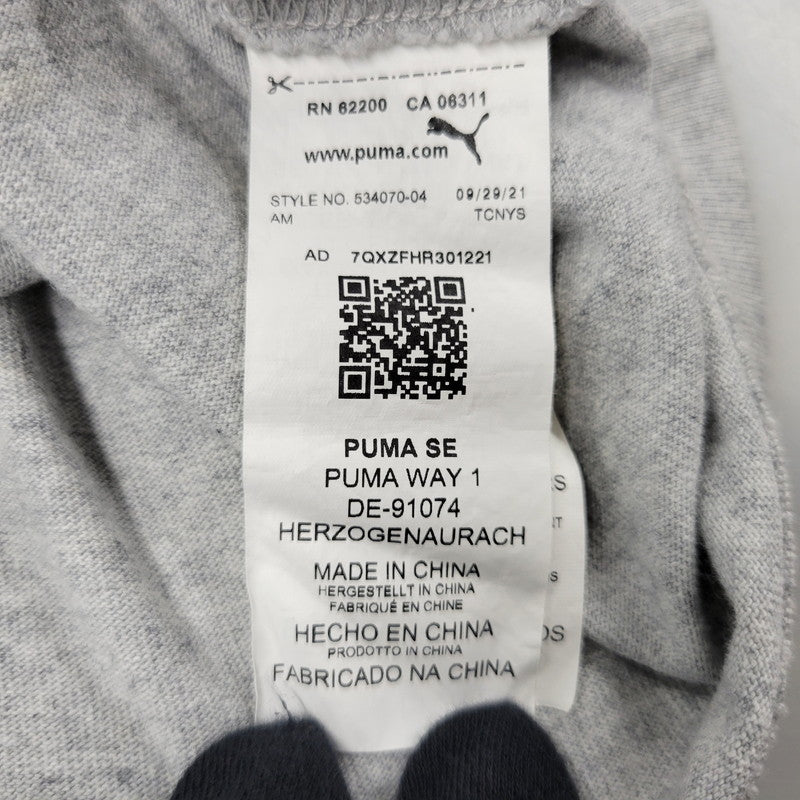 RN 62200 CA 06311
www.puma.com
STYLE NO. 534070-04 09/29/21
AM TCNYS
AD 7QXZFHR301221
PUMA SE
PUMA WAY 1
DE-91074
HERZOGENAURACH
MADE IN CHINA
HERGESTELLT IN CHINA
FABRIQUÉ EN CHINE
HECHO EN CHINA
PRODOTTO IN CHINA
FABRICADO NA CHINA